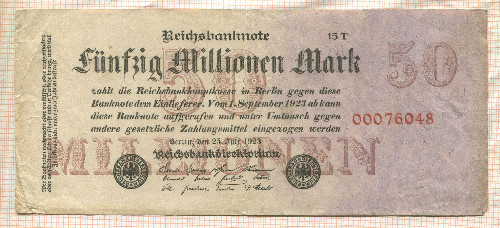 Reichsbanknote
15 T
Fünfzig Millionen Mark
50
50
zahlt die Reichsbankhauptkasse in Berlin gegen diese
Banknote dem Einlieferer. Vom 1. September 1923 ab kann
diese Banknote aufgerufen und unter Umtausch gegen
andere gesetzliche Zahlungsmittel eingezogen werden
00076048
MILLIONEN
Berlin, den 25. Juli 1923
Reichsbankdirektorium